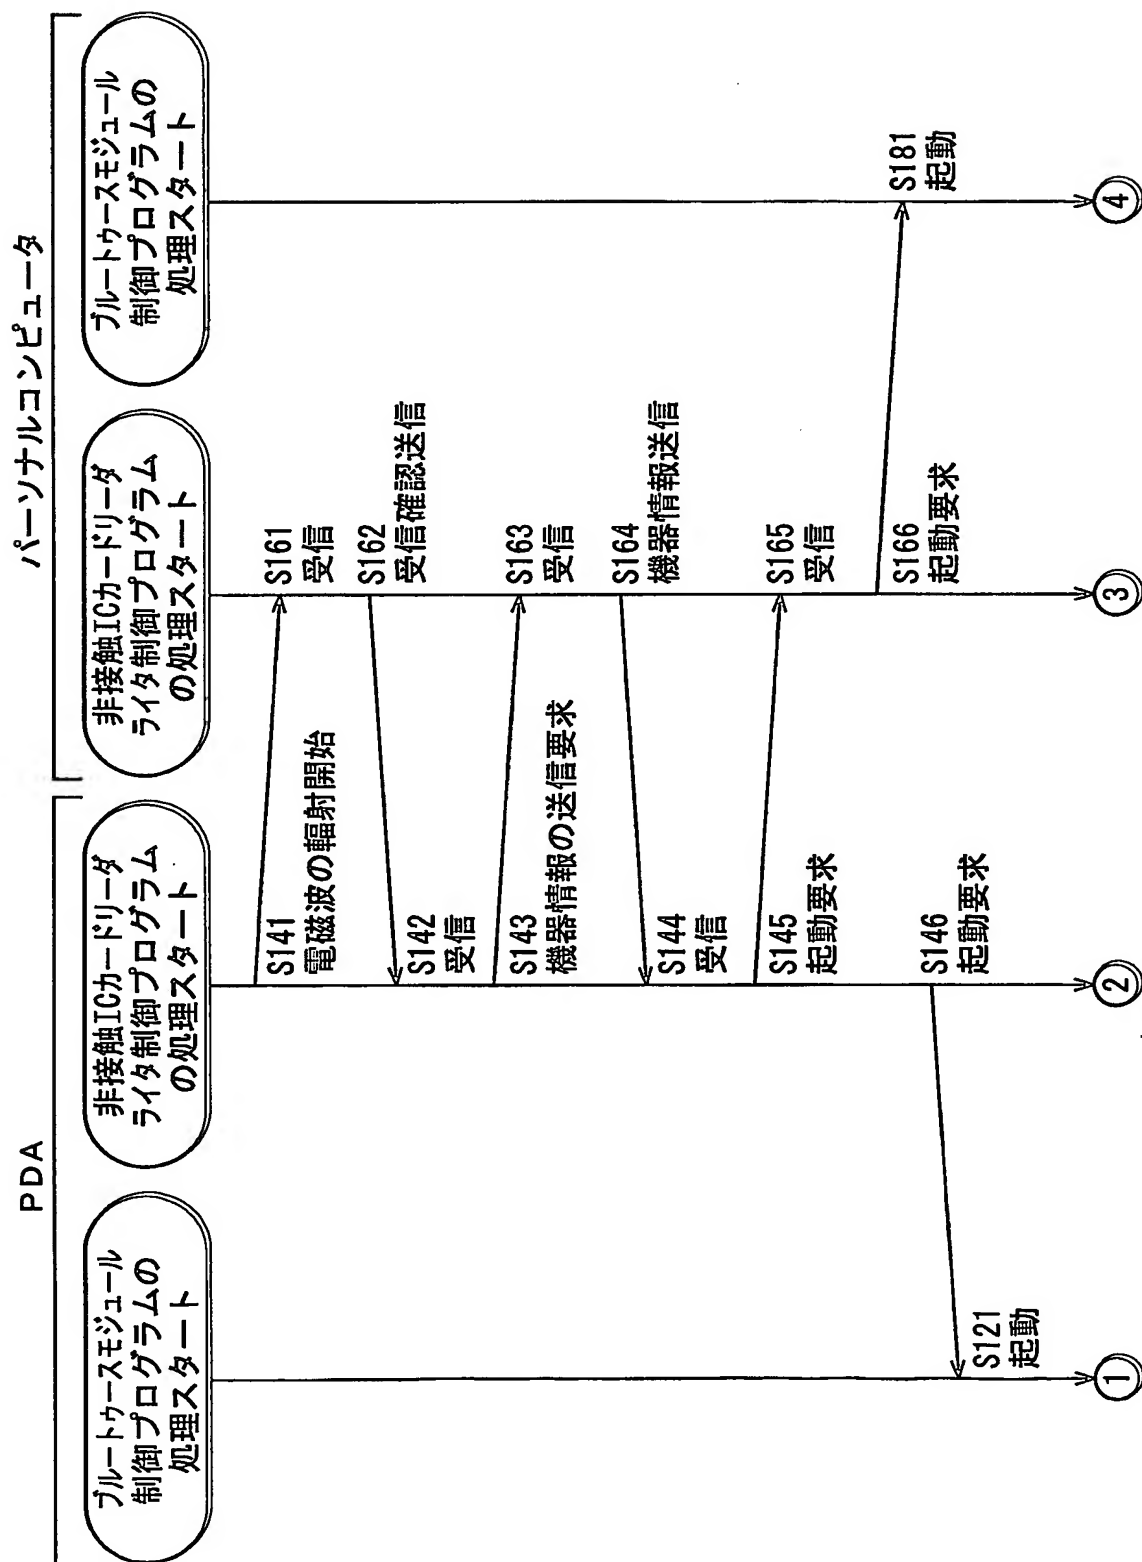 PDA
パーソナルコンピュータ
ブルートゥースモジュール
制御プログラムの
処理スタート
非接触ICカードリーダ
ライタ制御プログラム
の処理スタート
非接触ICカードリーダ
ライタ制御プログラム
の処理スタート
ブルートゥースモジュール
制御プログラムの
処理スタート
S141
電磁波の輻射開始
S161
受信
S162
受信確認送信
S142
受信
S143
機器情報の送信要求
S163
受信
S164
機器情報送信
S144
受信
S145
起動要求
S165
受信
S166
起動要求
S181
起動
S146
起動要求
S121
起動
1
2
3
4